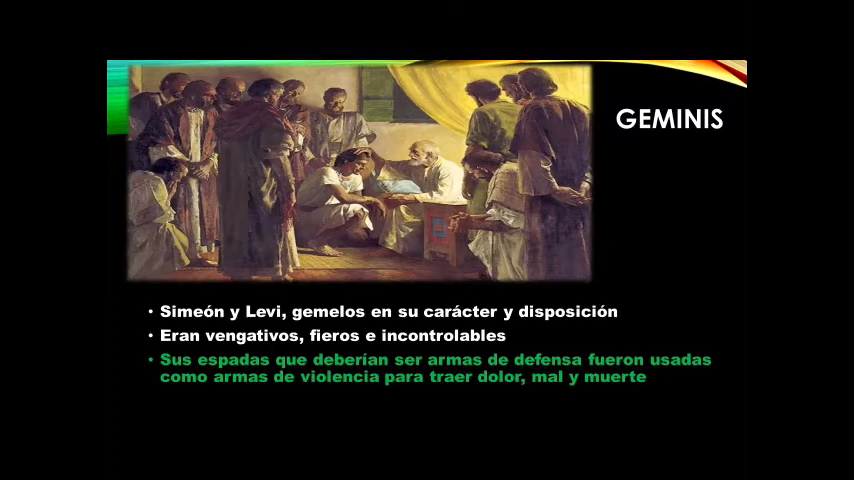 GEMINIS
• Simeón y Levi, gemelos en su carácter y disposición
• Eran vengativos, fieros e incontrolables
• Sus espadas que deberían ser armas de defensa fueron usadas
como armas de violencia para traer dolor, mal y muerte